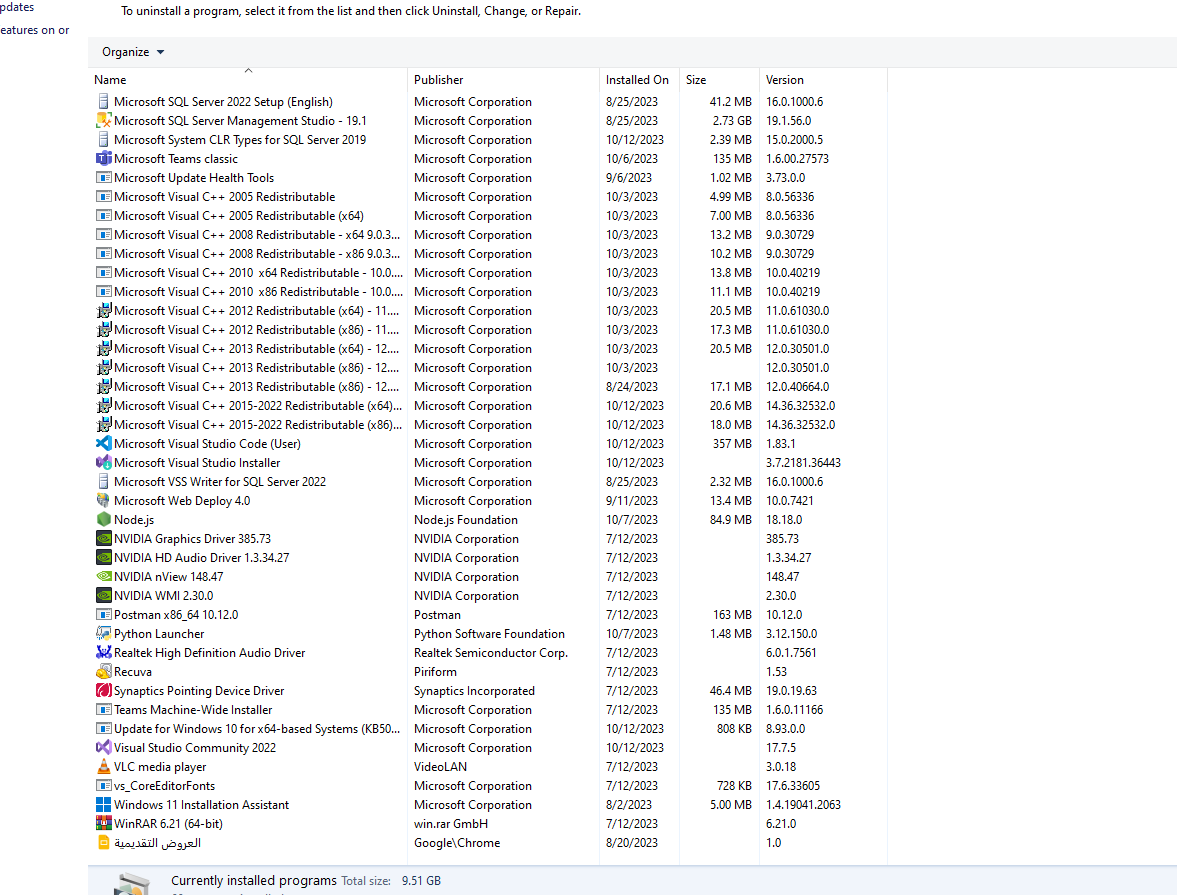 pdates
To uninstall a program, select it from the list and then click Uninstall, Change, or Repair.
eatures on or
Organize
Name Publisher Installed On Size Version
Microsoft SQL Server 2022 Setup (English) Microsoft Corporation 8/25/2023 41.2 MB 16.0.1000.6
Microsoft SQL Server Management Studio - 19.1 Microsoft Corporation 8/25/2023 2.73 GB 19.1.56.0
Microsoft System CLR Types for SQL Server 2019 Microsoft Corporation 10/12/2023 2.39 MB 15.0.2000.5
Microsoft Teams classic Microsoft Corporation 10/6/2023 135 MB 1.6.00.27573
Microsoft Update Health Tools Microsoft Corporation 9/6/2023 1.02 MB 3.73.0.0
Microsoft Visual C++ 2005 Redistributable Microsoft Corporation 10/3/2023 4.99 MB 8.0.56336
Microsoft Visual C++ 2005 Redistributable (x64) Microsoft Corporation 10/3/2023 7.00 MB 8.0.56336
Microsoft Visual C++ 2008 Redistributable - x64 9.0.3... Microsoft Corporation 10/3/2023 13.2 MB 9.0.30729
Microsoft Visual C++ 2008 Redistributable - x86 9.0.3... Microsoft Corporation 10/3/2023 10.2 MB 9.0.30729
Microsoft Visual C++ 2010  x64 Redistributable - 10.0.... Microsoft Corporation 10/3/2023 13.8 MB 10.0.40219
Microsoft Visual C++ 2010  x86 Redistributable - 10.0.... Microsoft Corporation 10/3/2023 11.1 MB 10.0.40219
Microsoft Visual C++ 2012 Redistributable (x64) - 11.... Microsoft Corporation 10/3/2023 20.5 MB 11.0.61030.0
Microsoft Visual C++ 2012 Redistributable (x86) - 11.... Microsoft Corporation 10/3/2023 17.3 MB 11.0.61030.0
Microsoft Visual C++ 2013 Redistributable (x64) - 12.... Microsoft Corporation 10/3/2023 20.5 MB 12.0.30501.0
Microsoft Visual C++ 2013 Redistributable (x86) - 12.... Microsoft Corporation 10/3/2023 12.0.30501.0
Microsoft Visual C++ 2013 Redistributable (x86) - 12.... Microsoft Corporation 8/24/2023 17.1 MB 12.0.40664.0
Microsoft Visual C++ 2015-2022 Redistributable (x64)... Microsoft Corporation 10/12/2023 20.6 MB 14.36.32532.0
Microsoft Visual C++ 2015-2022 Redistributable (x86)... Microsoft Corporation 10/12/2023 18.0 MB 14.36.32532.0
Microsoft Visual Studio Code (User) Microsoft Corporation 10/12/2023 357 MB 1.83.1
Microsoft Visual Studio Installer Microsoft Corporation 10/12/2023 3.7.2181.36443
Microsoft VSS Writer for SQL Server 2022 Microsoft Corporation 8/25/2023 2.32 MB 16.0.1000.6
Microsoft Web Deploy 4.0 Microsoft Corporation 9/11/2023 13.4 MB 10.0.7421
Node.js Node.js Foundation 10/7/2023 84.9 MB 18.18.0
NVIDIA Graphics Driver 385.73 NVIDIA Corporation 7/12/2023 385.73
NVIDIA HD Audio Driver 1.3.34.27 NVIDIA Corporation 7/12/2023 1.3.34.27
NVIDIA nView 148.47 NVIDIA Corporation 7/12/2023 148.47
NVIDIA WMI 2.30.0 NVIDIA Corporation 7/12/2023 2.30.0
Postman x86_64 10.12.0 Postman 7/12/2023 163 MB 10.12.0
Python Launcher Python Software Foundation 10/7/2023 1.48 MB 3.12.150.0
Realtek High Definition Audio Driver Realtek Semiconductor Corp. 7/12/2023 6.0.1.7561
Recuva Piriform 7/12/2023 1.53
Synaptics Pointing Device Driver Synaptics Incorporated 7/12/2023 46.4 MB 19.0.19.63
Teams Machine-Wide Installer Microsoft Corporation 7/12/2023 135 MB 1.6.0.11166
Update for Windows 10 for x64-based Systems (KB50... Microsoft Corporation 10/12/2023 808 KB 8.93.0.0
Visual Studio Community 2022 Microsoft Corporation 10/12/2023 17.7.5
VLC media player VideoLAN 7/12/2023 3.0.18
vs_CoreEditorFonts Microsoft Corporation 7/12/2023 728 KB 17.6.33605
Windows 11 Installation Assistant Microsoft Corporation 8/2/2023 5.00 MB 1.4.19041.2063
WinRAR 6.21 (64-bit) win.rar GmbH 7/12/2023 6.21.0
العروض التقديمية Google\Chrome 8/20/2023 1.0
Currently installed programs Total size: 9.51 GB